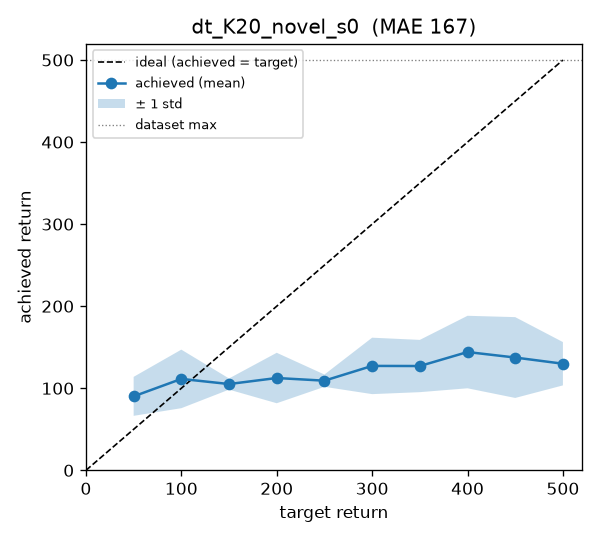 dt_K20_novel_s0 (MAE 167)
ideal (achieved = target)
achieved (mean)
± 1 std
dataset max
500
400
300
200
100
0
achieved return
0 100 200 300 400 500
target return